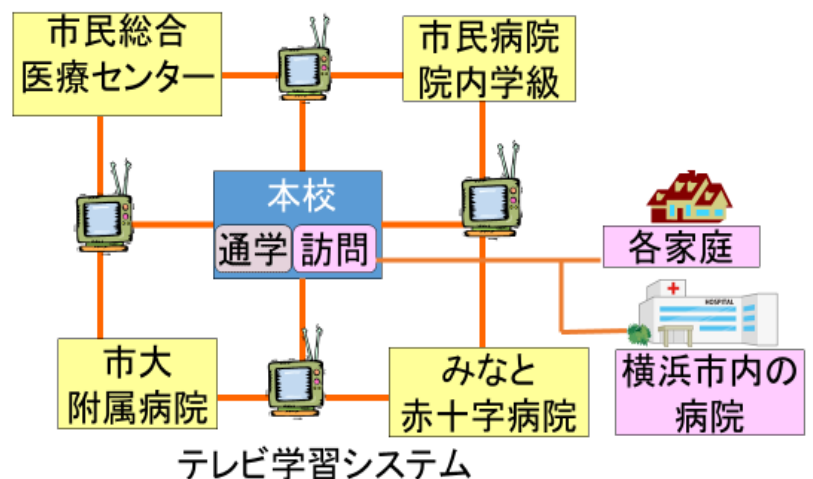 市民総合
医療センター
市民病院
院内学級
本校
通学
訪問
各家庭
HOSPITAL
横浜市内の
病院
市大
附属病院
みなと
赤十字病院
テレビ学習システム